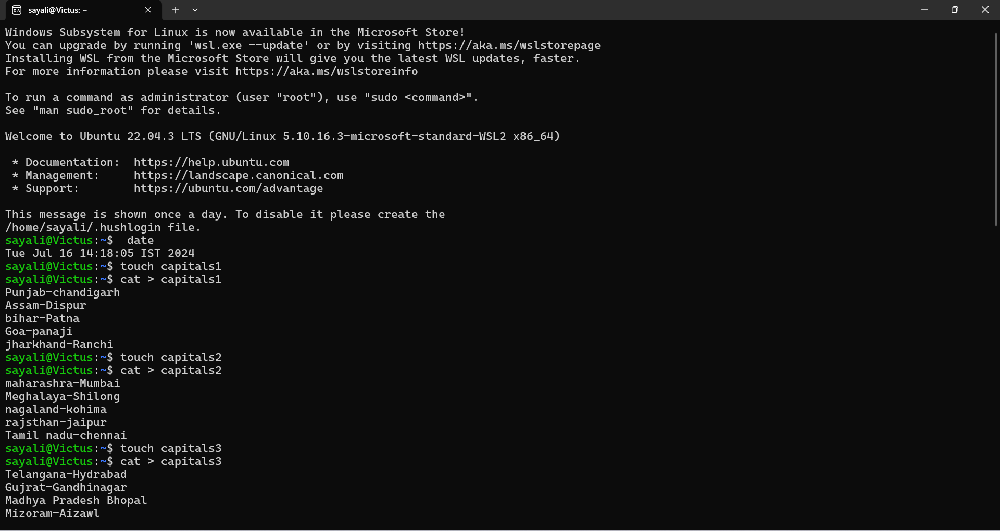 sayali@Victus: ~
Windows Subsystem for Linux is now available in the Microsoft Store!
You can upgrade by running 'wsl.exe --update' or by visiting https://aka.ms/wslstorepage
Installing WSL from the Microsoft Store will give you the latest WSL updates, faster.
For more information please visit https://aka.ms/wslstoreinfo
To run a command as administrator (user "root"), use "sudo <command>".
See "man sudo_root" for details.
Welcome to Ubuntu 22.04.3 LTS (GNU/Linux 5.10.16.3-microsoft-standard-WSL2 x86_64)
 * Documentation:  https://help.ubuntu.com
 * Management:     https://landscape.canonical.com
 * Support:        https://ubuntu.com/advantage
This message is shown once a day. To disable it please create the
/home/sayali/.hushlogin file.
sayali@Victus:~$  date
Tue Jul 16 14:18:05 IST 2024
sayali@Victus:~$ touch capitals1
sayali@Victus:~$ cat > capitals1
Punjab-chandigarh
Assam-Dispur
bihar-Patna
Goa-panaji
jharkhand-Ranchi
sayali@Victus:~$ touch capitals2
sayali@Victus:~$ cat > capitals2
maharashra-Mumbai
Meghalaya-Shilong
nagaland-kohima
rajsthan-jaipur
Tamil nadu-chennai
sayali@Victus:~$ touch capitals3
sayali@Victus:~$ cat > capitals3
Telangana-Hydrabad
Gujrat-Gandhinagar
Madhya Pradesh Bhopal
Mizoram-Aizawl